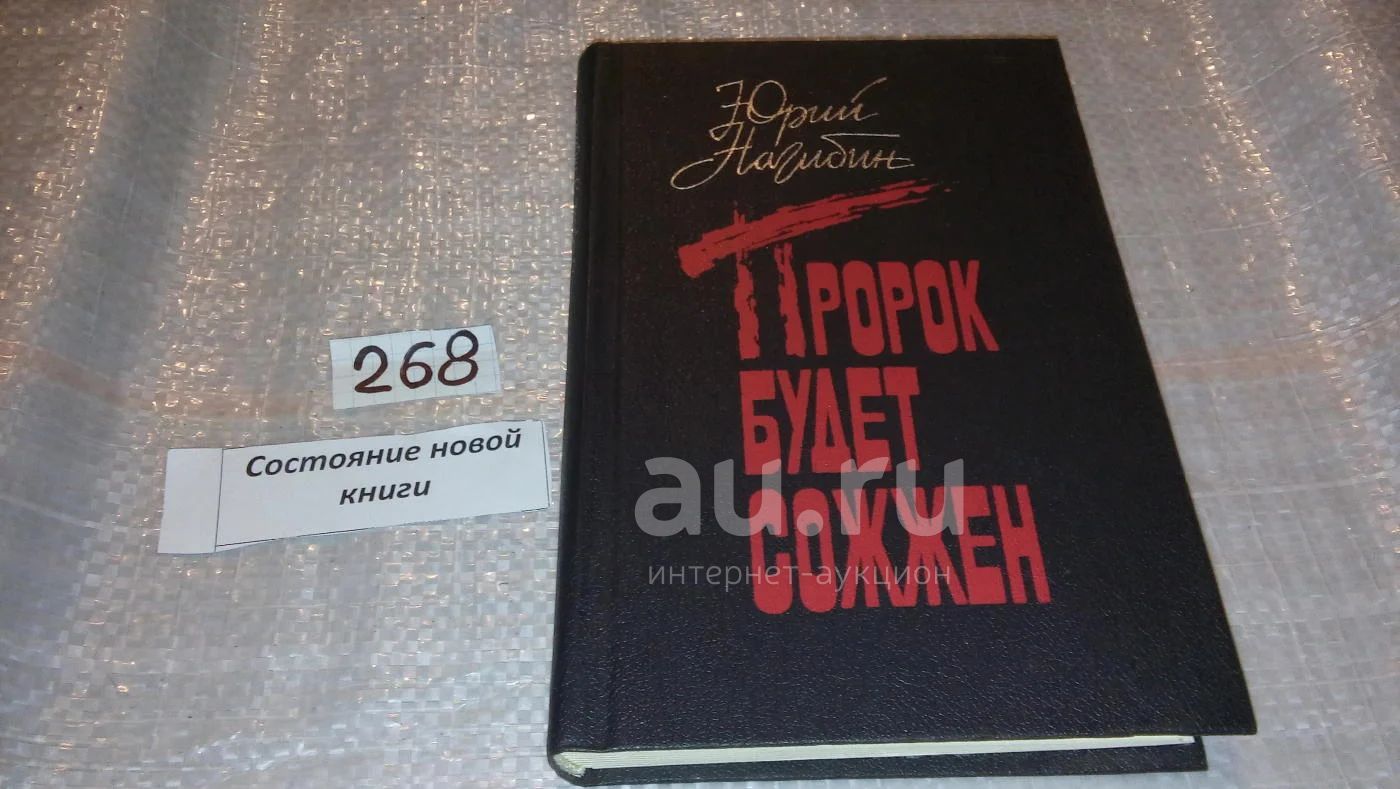 Юрий
Нагибин
ПРОРОК
БУДЕТ
СОЖЖЕН
268
Состояние новой
книги
au.ru
интернет-аукцион